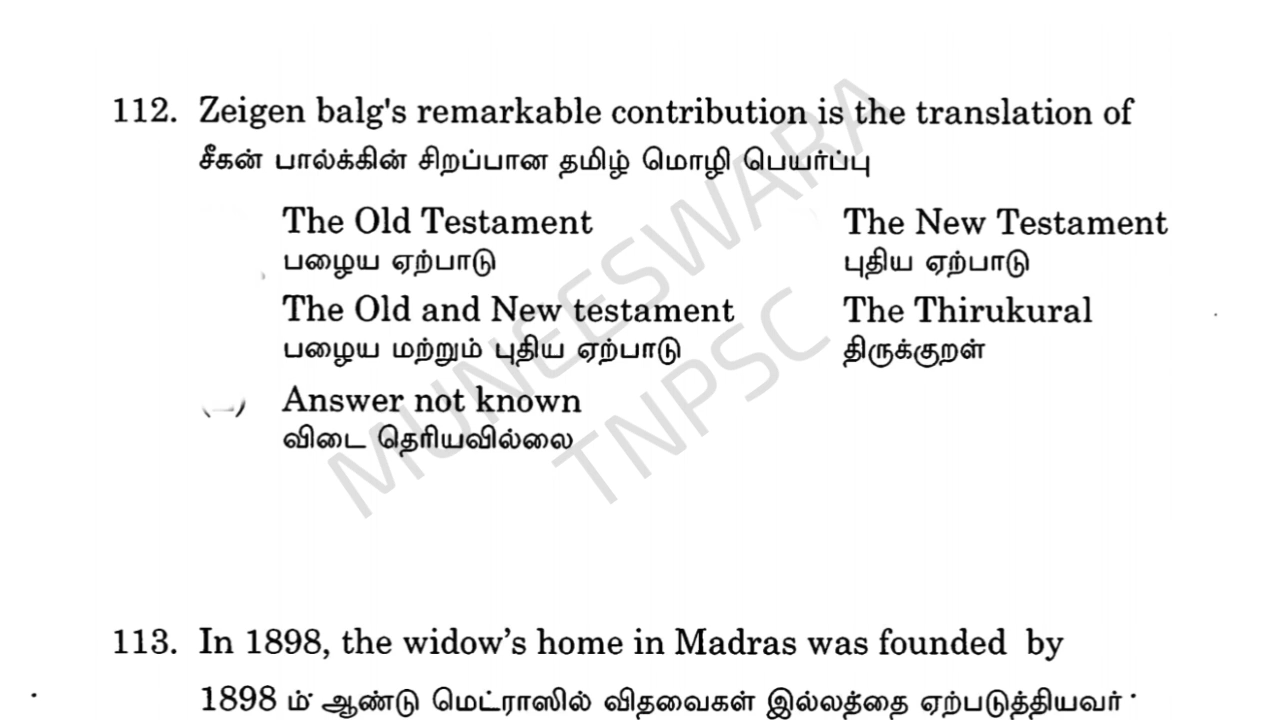 112. Zeigen balg's remarkable contribution is the translation of
சீகன் பால்க்கின் சிறப்பான தமிழ் மொழி பெயர்ப்பு
The Old Testament The New Testament
பழைய ஏற்பாடு புதிய ஏற்பாடு
The Old and New testament The Thirukural
பழைய மற்றும் புதிய ஏற்பாடு திருக்குறள்
Answer not known
விடை தெரியவில்லை
MUNEESWARA
TNPSC
113. In 1898, the widow’s home in Madras was founded by
1898 ம் ஆண்டு மெட்ராஸில் விதவைகள் இல்லத்தை ஏற்படுத்தியவர்